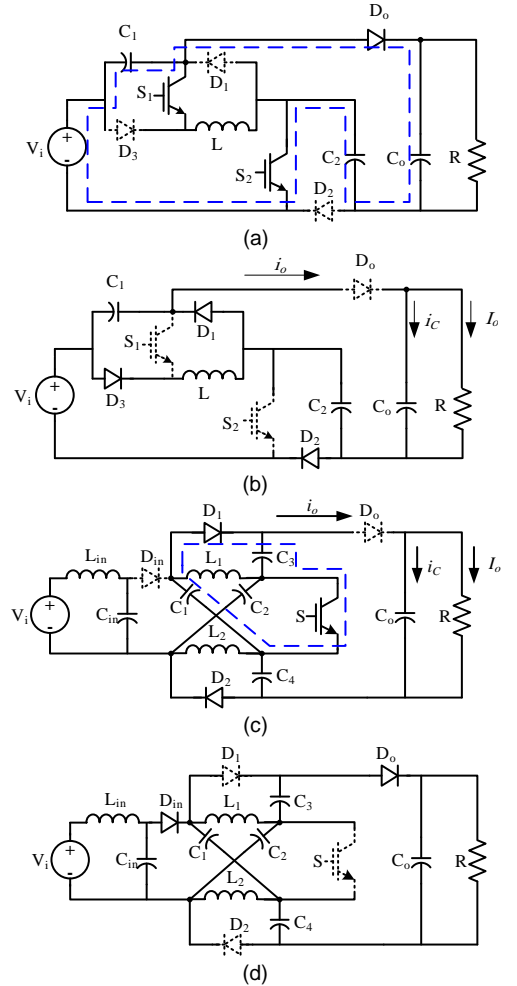 C1
Do
S1
D1
Vi
+
-
D3
L
S2
C2
Co
R
D2
(a)
io
Do
C1
S1
D1
iC
Io
Vi
+
-
D3
L
S2
C2
Co
R
D2
(b)
D1
io
Do
Lin
Din
L1
C3
iC
Io
Vi
+
-
Cin
C1
C2
S
L2
Co
R
D2
C4
(c)
D1
Do
Lin
Din
L1
C3
Vi
+
-
Cin
C1
C2
S
L2
Co
R
D2
C4
(d)